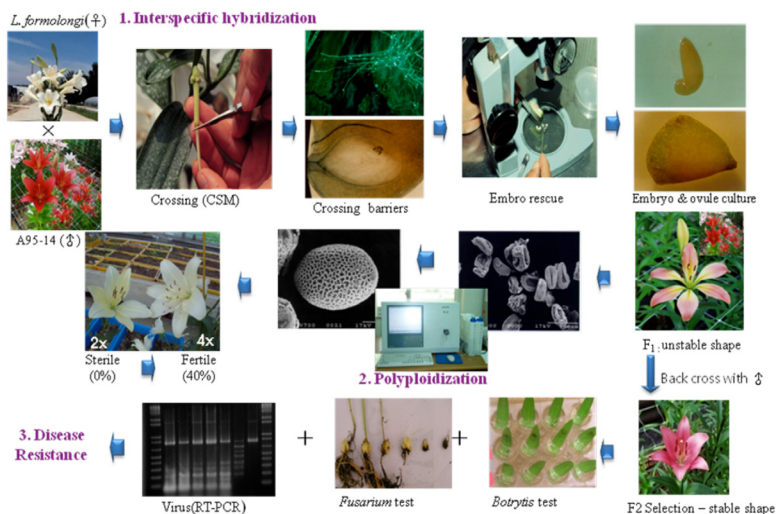 L. formolongi(♀)
1. Interspecific hybridization
×
A95-14 (♂)
Crossing (CSM)
Crossing barriers
Embro rescue
Embryo & ovule culture
2x
4x
Sterile
(0%)
Fertile
(40%)
2. Polyploidization
F1:unstable shape
Back cross with ♂
3. Disease
Resistance
Virus(RT-PCR)
+
Fusarium test
+
Botrytis test
F2 Selection – stable shape